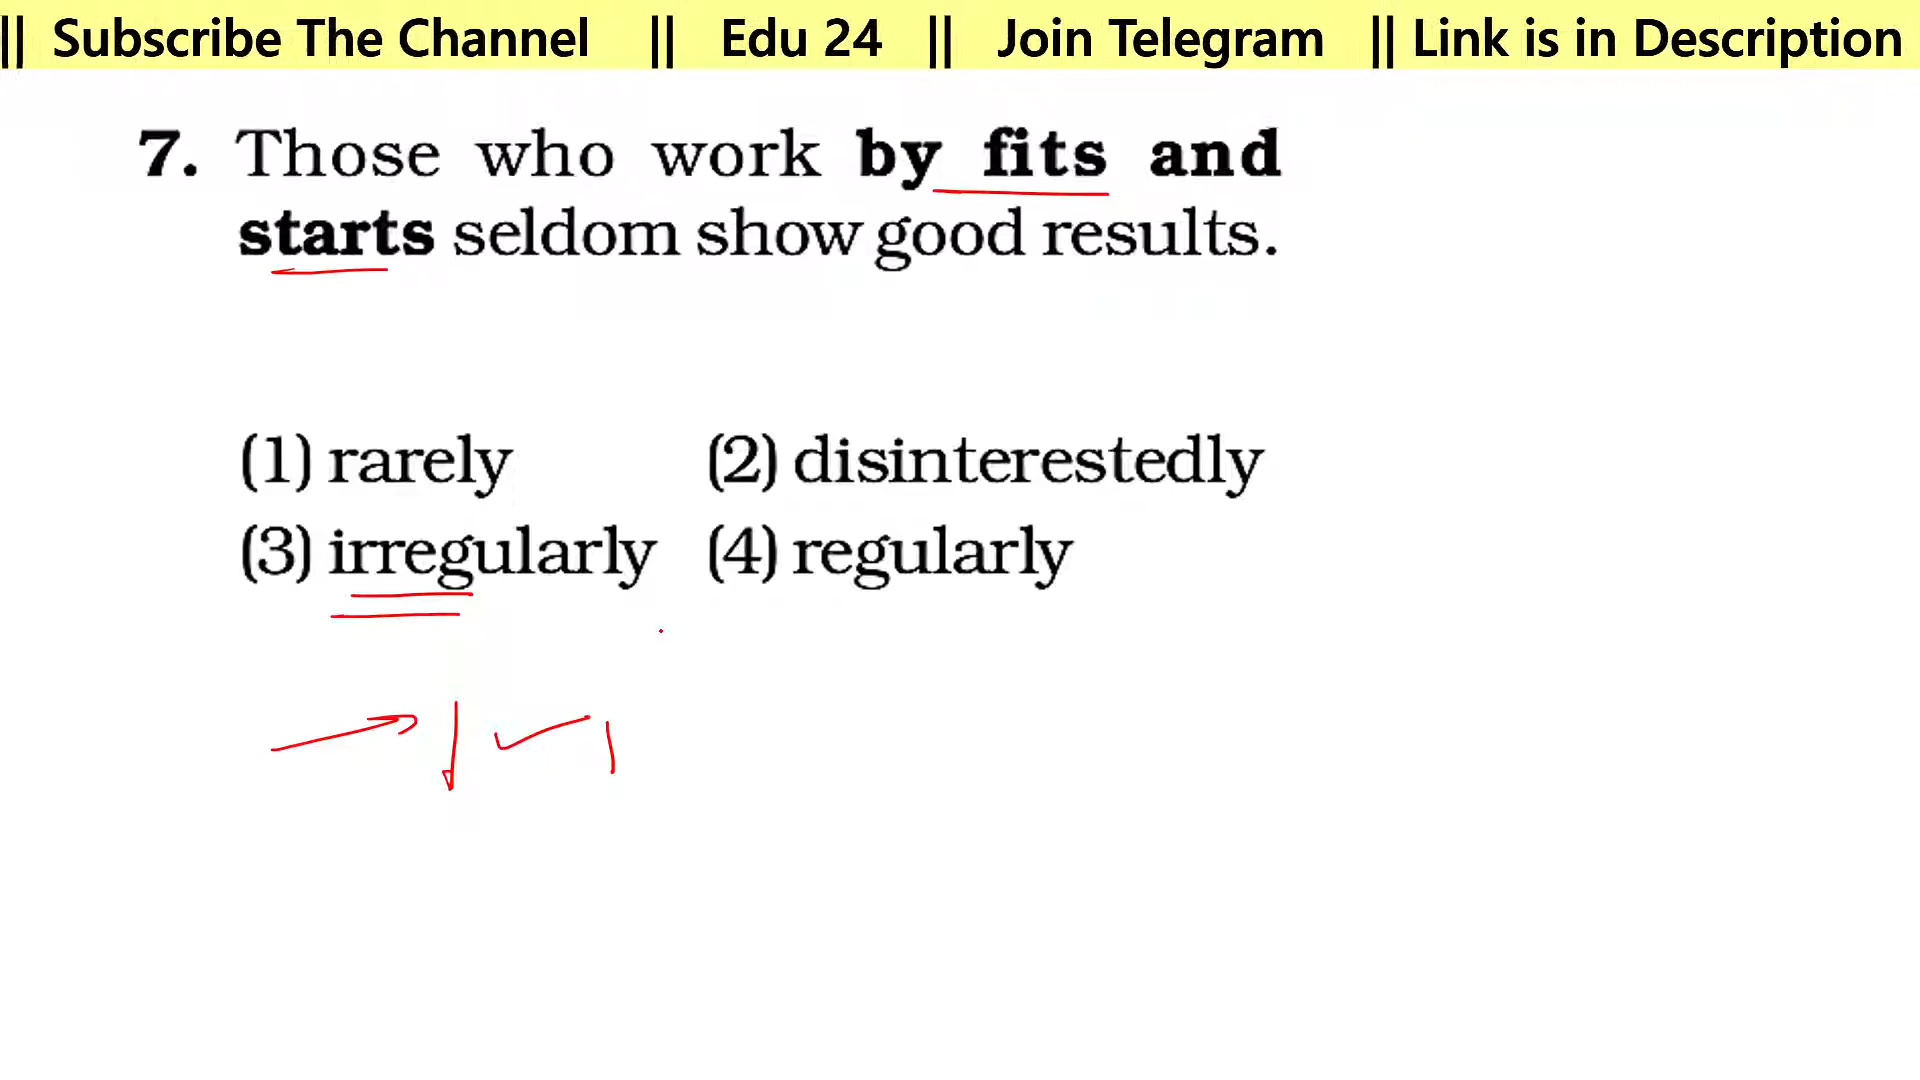 || Subscribe The Channel || Edu 24 || Join Telegram || Link is in Description
7. Those who work by fits and
starts seldom show good results.
(1) rarely (2) disinterestedly
(3) irregularly (4) regularly